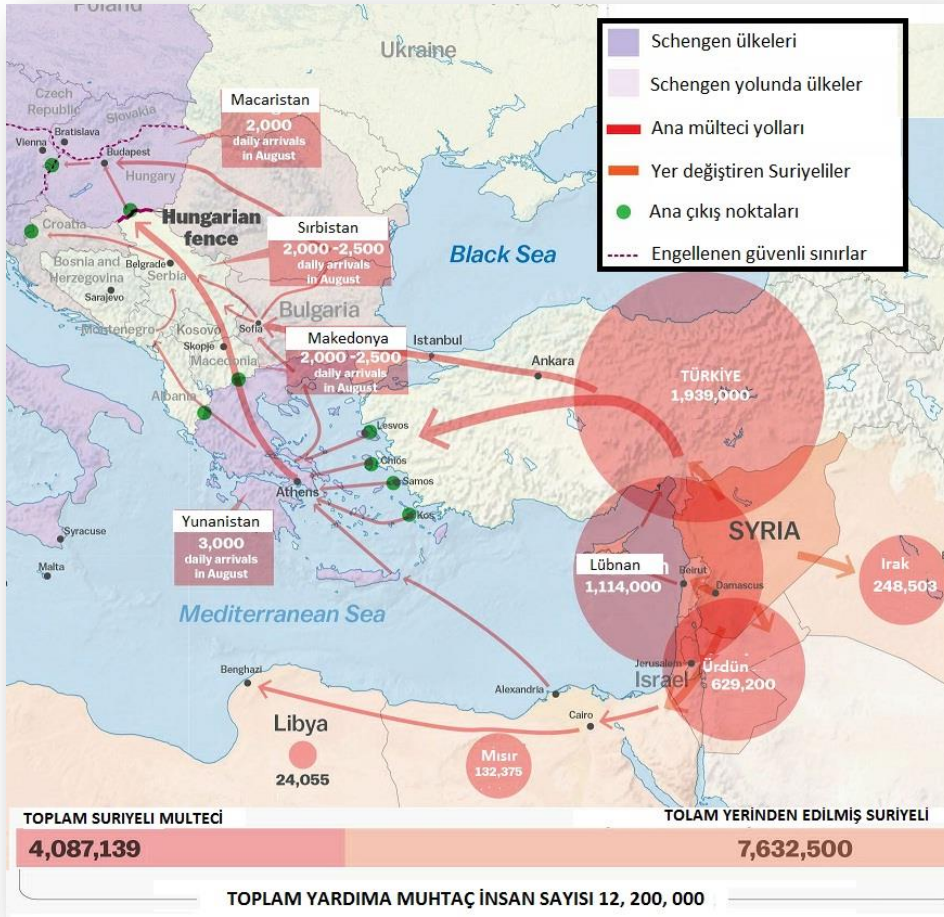 Poland
Ukraine
Schengen ülkeleri
Schengen yolunda ülkeler
Ana mülteci yolları
Yer değiştiren Suriyeliler
Ana çıkış noktaları
Engellenen güvenli sınırlar
Czech
Republic
Slovakia
Macaristan
2,000
daily arrivals
in August
Vienna
Bratislava
Budapest
Hungary
Hungarian
fence
Croatia
Sırbistan
2,000 -2,500
daily arrivals
in August
Black Sea
Bosnia and
Herzegovina
Belgrade
Serbia
Sarajevo
Bulgaria
Montenegro
Kosovo
Sofia
Skopje
Macedonia
Makedonya
2,000 -2,500
daily arrivals
in August
Istanbul
Ankara
TÜRKİYE
1,939,000
Albania
Lesvos
Chios
Athens
Samos
Kos
Yunanistan
3,000
daily arrivals
in August
Syracuse
Malta
SYRIA
Lübnan
1,114,000
Beirut
Damascus
Irak
248,503
Mediterranean Sea
Jerusalem
Israel
Ürdün
629,200
Benghazi
Alexandria
Cairo
Libya
24,055
Mısır
132,375
TOPLAM SURIYELI MULTECİ
TOLAM YERİNDEN EDİLMİŞ SURİYELİ
4,087,139
7,632,500
TOPLAM YARDIMA MUHTAÇ İNSAN SAYISI 12, 200, 000